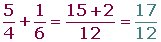 5/4 + 1/6 = (15 + 2)/12 = 17/12